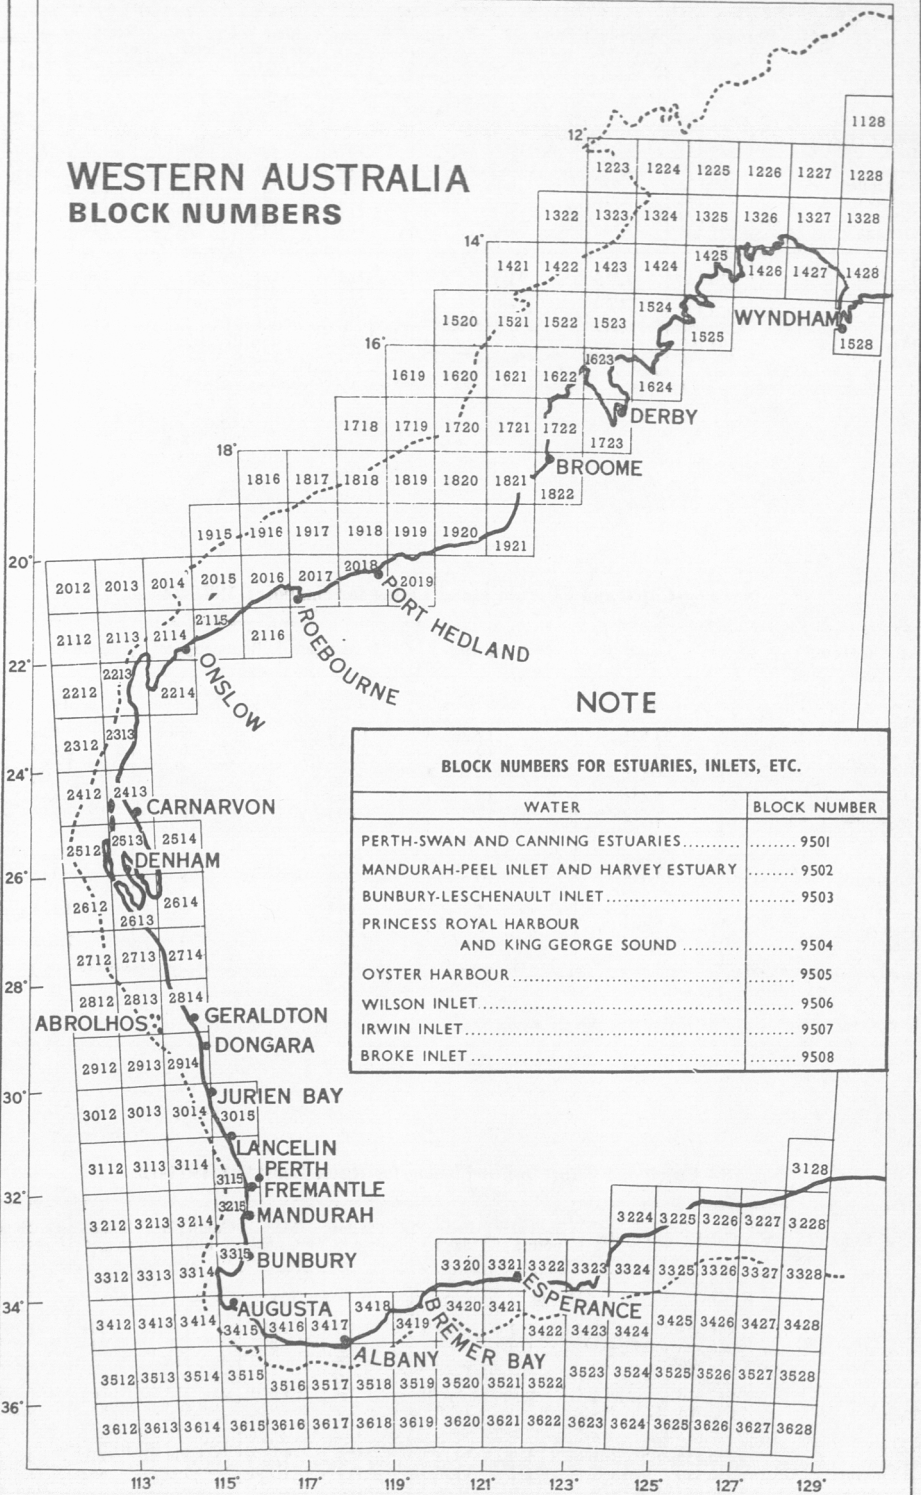 WESTERN AUSTRALIA
BLOCK NUMBERS
1128
12°
1223 1224 1225 1226 1227 1228
1322 1323 1324 1325 1326 1327 1328
14°
1421 1422 1423 1424 1425 1426 1427 1428
1520 1521 1522 1523 1524 1525 WYNDHAM 1528
16°
1619 1620 1621 1622 1623 1624
DERBY
1718 1719 1720 1721 1722 1723
18°
BROOME
1816 1817 1818 1819 1820 1821 1822
1915 1916 1917 1918 1919 1920 1921
20°
2012 2013 2014 2015 2016 2017 2018 2019
PORT HEDLAND
ROEBOURNE
2112 2113 2114 2115 2116
ONSLOW
22°
2212 2213 2214
2312 2313
24°
2412 2413
CARNARVON
2512 2513 2514
DENHAM
26°
2612 2613 2614
2712 2713 2714
28°
2812 2813 2814
ABROLHOS
GERALDTON
DONGARA
2912 2913 2914
30°
JURIEN BAY
3012 3013 3014 3015
LANCELIN
3112 3113 3114 3115
PERTH
FREMANTLE
3128
32°
MANDURAH
3212 3213 3214 3215
3224 3225 3226 3227 3228
BUNBURY
3312 3313 3314 3315
3320 3321 3322 3323 3324 3325 3326 3327 3328
ESPERANCE
34°
AUGUSTA
3412 3413 3414 3415 3416 3417 3418 3419 3420 3421 3422 3423 3424 3425 3426 3427 3428
BREMER BAY
ALBANY
3512 3513 3514 3515 3516 3517 3518 3519 3520 3521 3522 3523 3524 3525 3526 3527 3528
36°
3612 3613 3614 3615 3616 3617 3618 3619 3620 3621 3622 3623 3624 3625 3626 3627 3628
113° 115° 117° 119° 121° 123° 125° 127° 129°
NOTE
BLOCK NUMBERS FOR ESTUARIES, INLETS, ETC.
WATER BLOCK NUMBER
PERTH-SWAN AND CANNING ESTUARIES.......... ........ 9501
MANDURAH-PEEL INLET AND HARVEY ESTUARY ....... 9502
BUNBURY-LESCHENAULT INLET........................ ........ 9503
PRINCESS ROYAL HARBOUR
AND KING GEORGE SOUND .......... ........ 9504
OYSTER HARBOUR........................................ ........ 9505
WILSON INLET............................................. ........ 9506
IRWIN INLET................................................ ........ 9507
BROKE INLET............................................... ........ 9508